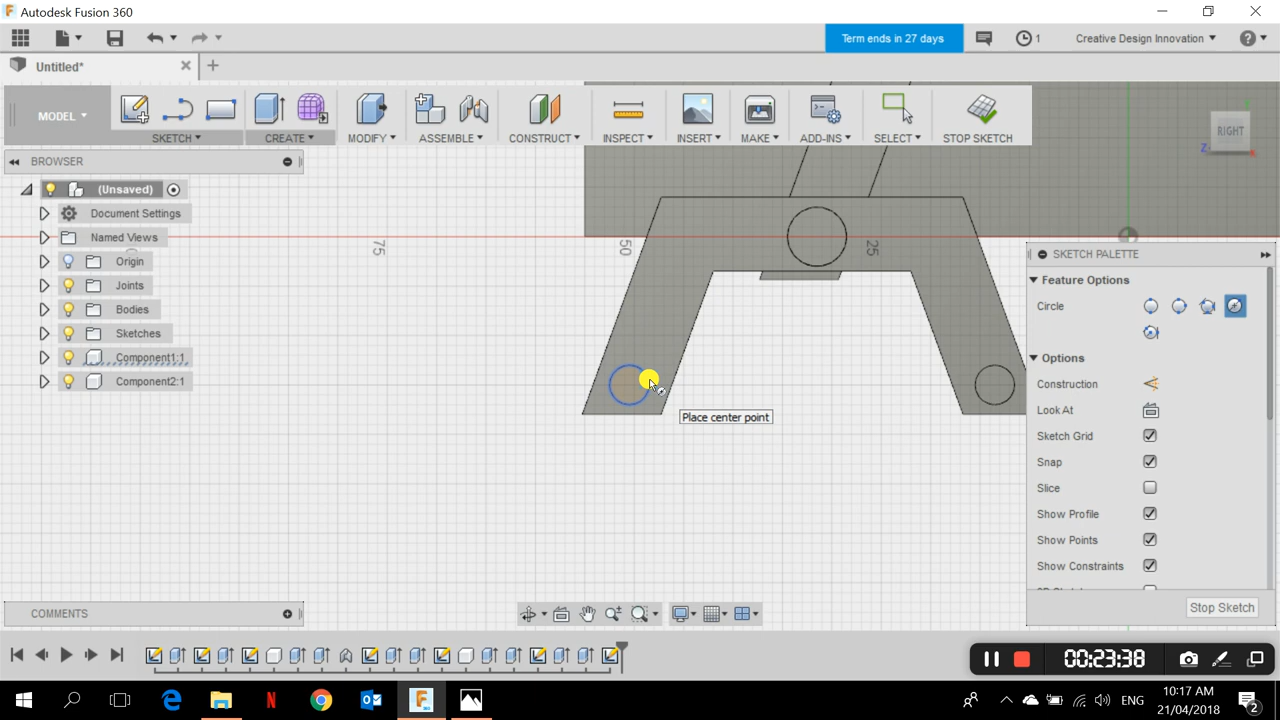 Autodesk Fusion 360
Term ends in 27 days
1
Creative Design Innovation
Untitled*
MODEL
SKETCH
CREATE
MODIFY
ASSEMBLE
CONSTRUCT
INSPECT
INSERT
MAKE
ADD-INS
SELECT
STOP SKETCH
RIGHT
Z
BROWSER
(Unsaved)
Document Settings
Named Views
Origin
Joints
Bodies
Sketches
Component1:1
Component2:1
75
50
25
Place center point
SKETCH PALETTE
Feature Options
Circle
Options
Construction
Look At
Sketch Grid
Snap
Slice
Show Profile
Show Points
Show Constraints
Stop Sketch
COMMENTS
00:23:38
ENG
10:17 AM
21/04/2018
2